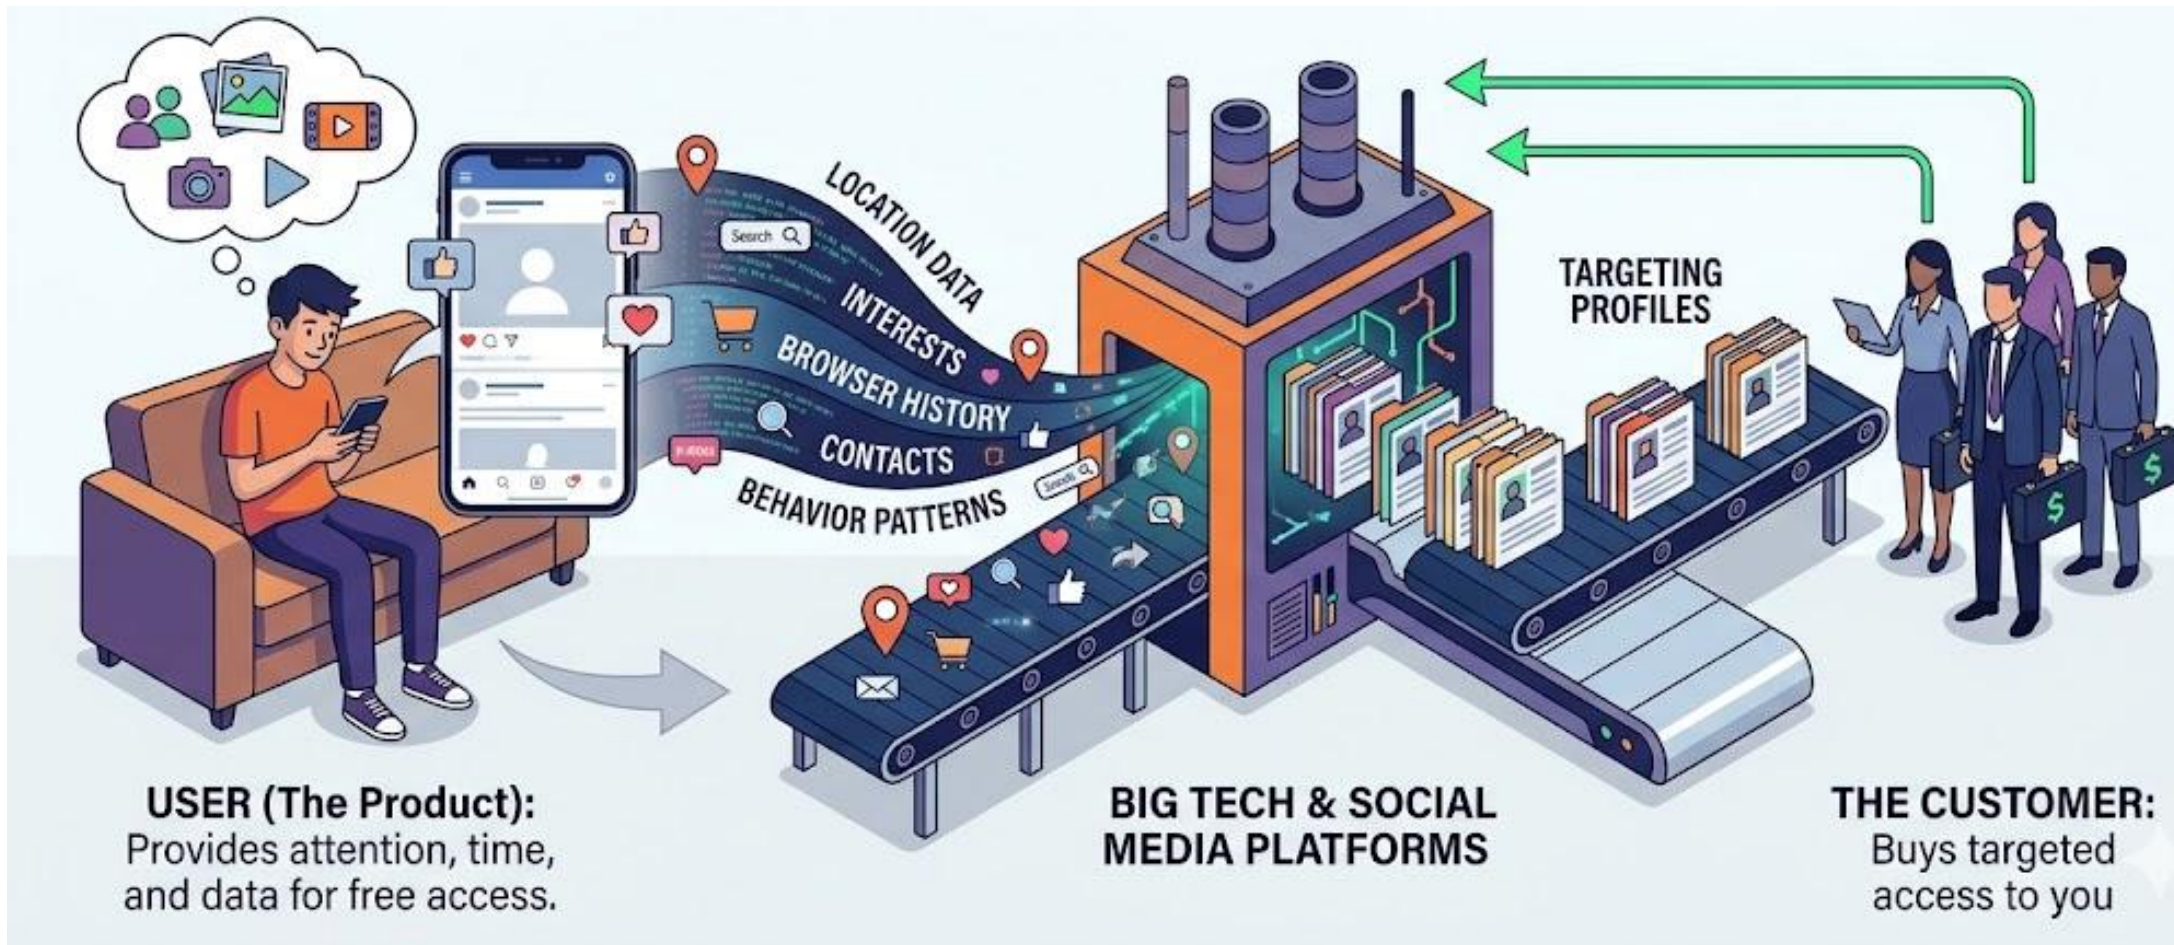 Search
LOCATION DATA
INTERESTS
BROWSER HISTORY
CONTACTS
BEHAVIOR PATTERNS
TARGETING
PROFILES
$
$
USER (The Product):
Provides attention, time,
and data for free access.
BIG TECH & SOCIAL
MEDIA PLATFORMS
THE CUSTOMER:
Buys targeted
access to you